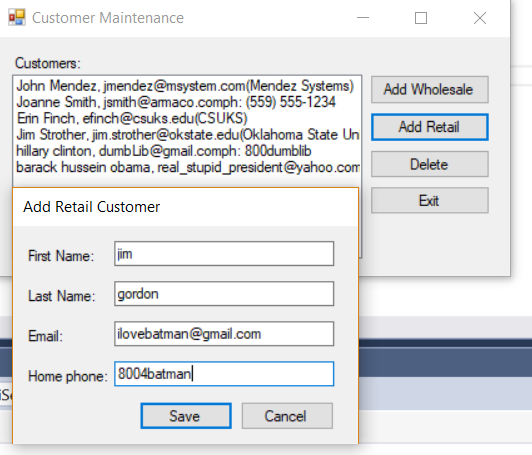 Customer Maintenance
Customers:
John Mendez, jmendez@msystem.com(Mendez Systems)
Joanne Smith, jsmith@armaco.comph: (559) 555-1234
Erin Finch, efinch@csuks.edu(CSUKS)
Jim Strother, jim.strother@okstate.edu(Oklahoma State Un
hillary clinton, dumbLib@gmail.comph: 800dumblib
barack hussein obama, real_stupid_president@yahoo.com
Add Wholesale
Add Retail
Delete
Exit
Add Retail Customer
First Name: jim
Last Name: gordon
Email: ilovebatman@gmail.com
Home phone: 8004batman
Save Cancel